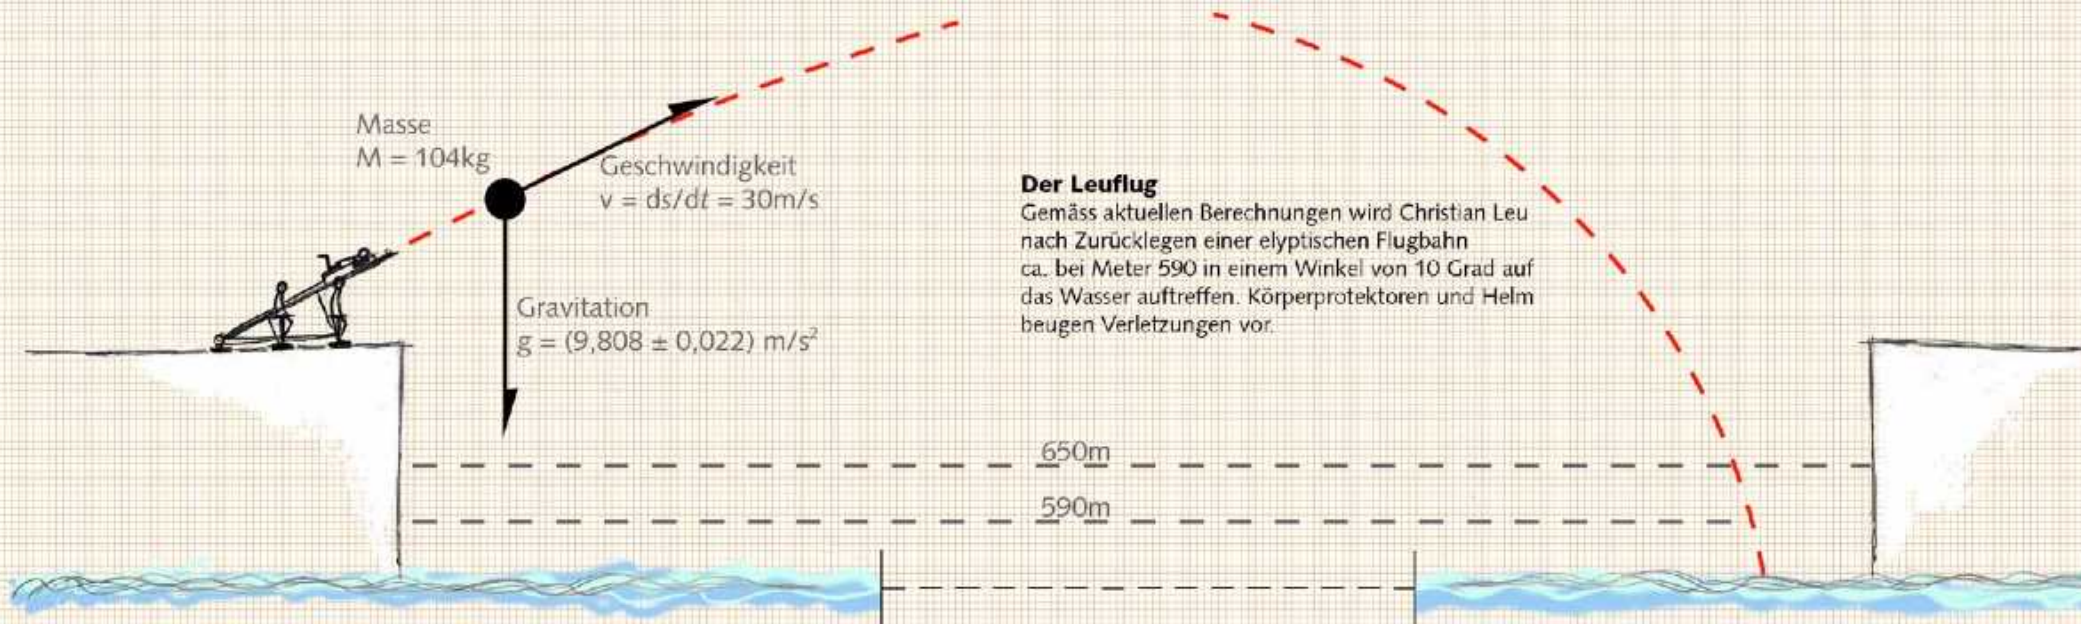 Masse
M = 104kg
Geschwindigkeit
v = ds/dt = 30m/s
Gravitation
g = (9,808 ± 0,022) m/s²
Der Leuflug
Gemäss aktuellen Berechnungen wird Christian Leu
nach Zurücklegen einer elyptischen Flugbahn
ca. bei Meter 590 in einem Winkel von 10 Grad auf
das Wasser auftreffen. Körperprotektoren und Helm
beugen Verletzungen vor.
650m
590m